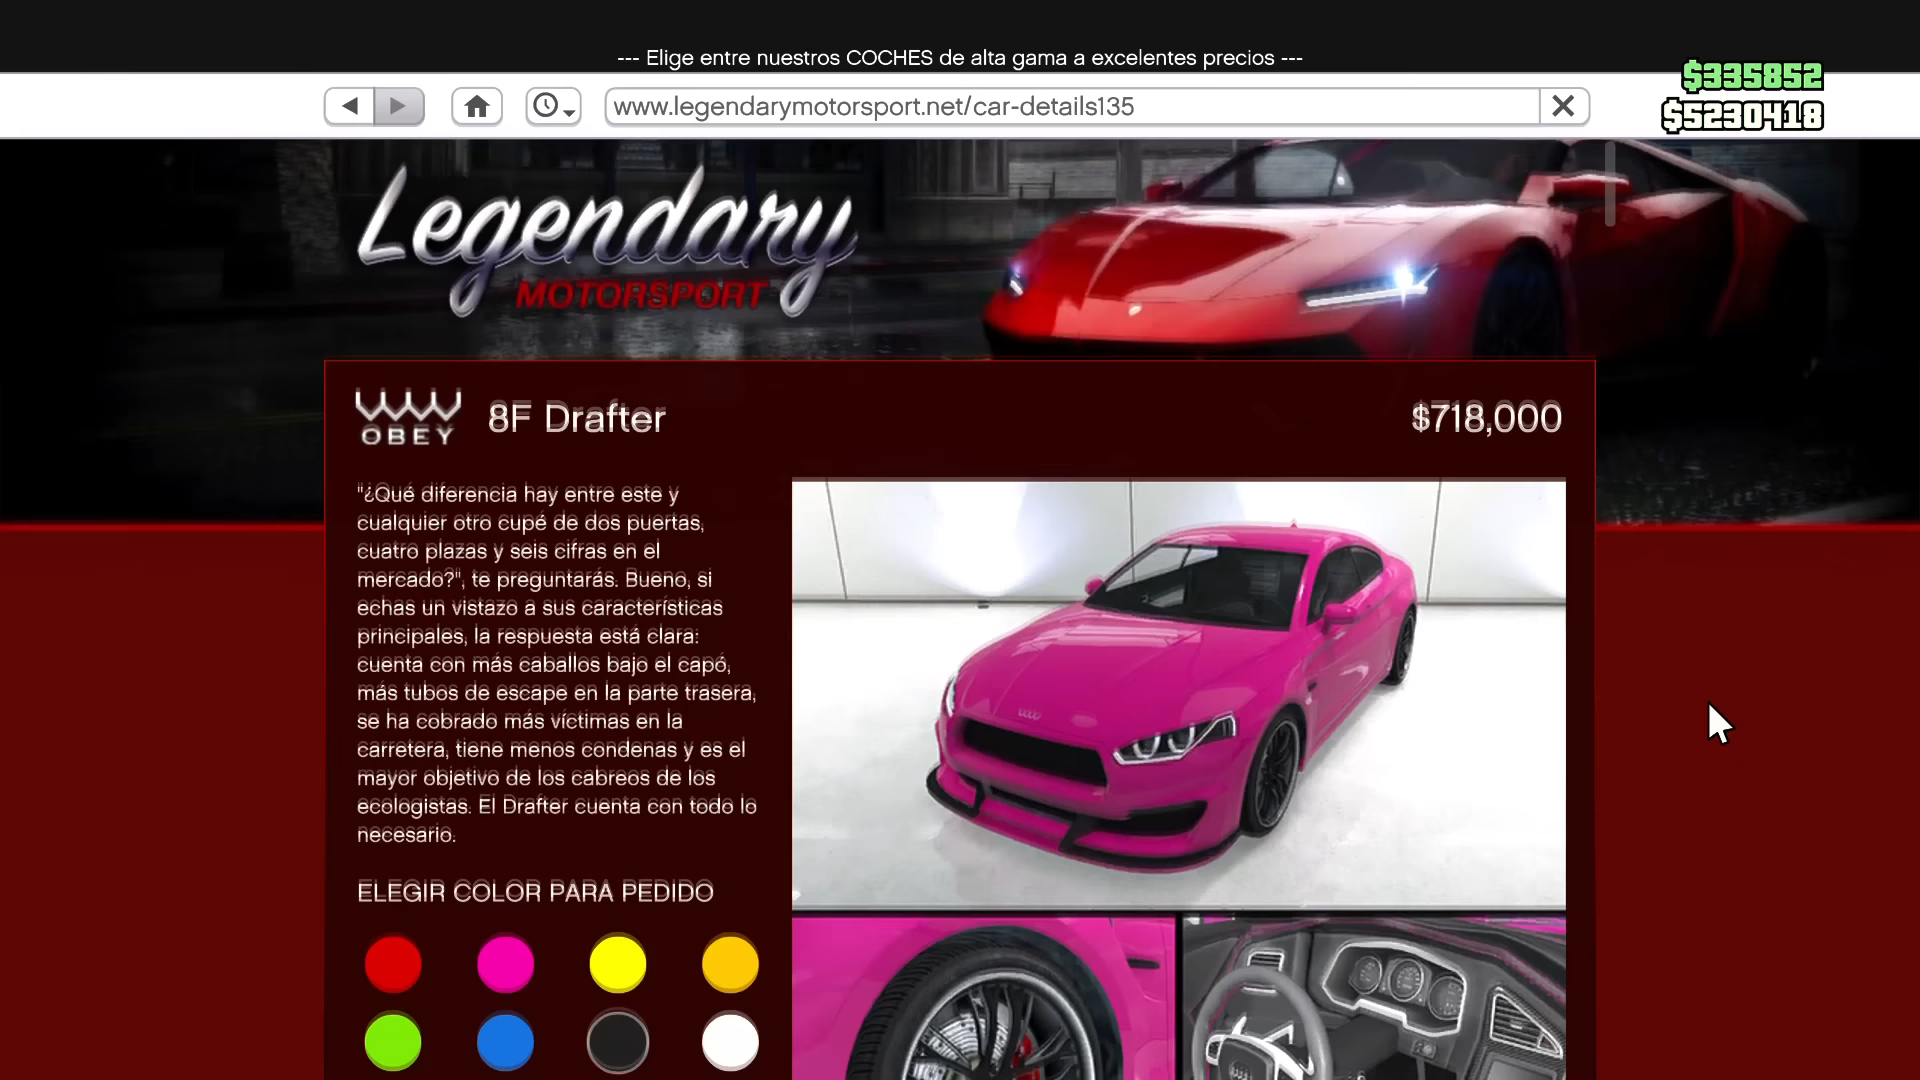 --- Elige entre nuestros COCHES de alta gama a excelentes precios ---
$335852
www.legendarymotorsport.net/car-details135
$5230418
Legendary
MOTORSPORT
OBEY
8F Drafter
$718,000
"¿Qué diferencia hay entre este y
cualquier otro cupé de dos puertas,
cuatro plazas y seis cifras en el
mercado?", te preguntarás. Bueno, si
echas un vistazo a sus características
principales, la respuesta está clara:
cuenta con más caballos bajo el capó,
más tubos de escape en la parte trasera,
se ha cobrado más víctimas en la
carretera, tiene menos condenas y es el
mayor objetivo de los cabreos de los
ecologistas. El Drafter cuenta con todo lo
necesario.
ELEGIR COLOR PARA PEDIDO